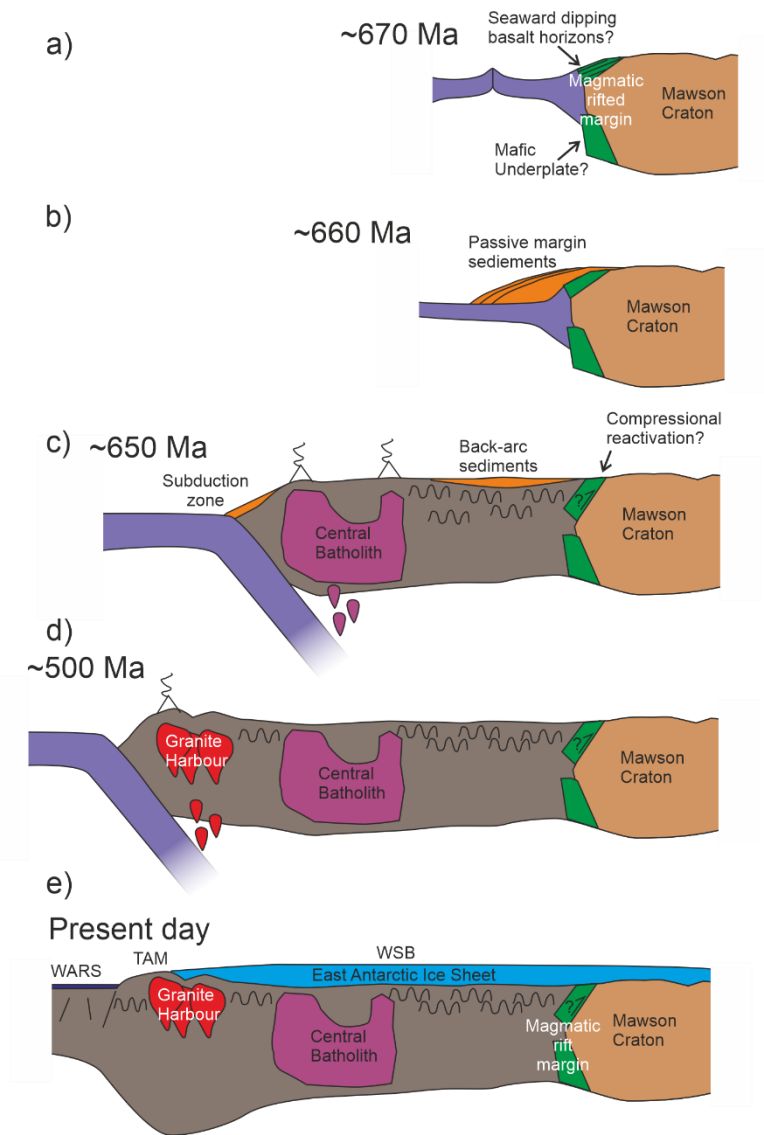 a)
~670 Ma
Seaward dipping
basalt horizons?
Magmatic
rifted
margin
Mawson
Craton
Mafic
Underplate?
b)
~660 Ma
Passive margin
sediements
Mawson
Craton
c)
~650 Ma
Subduction
zone
Back-arc
sediments
Compressional
reactivation?
Central
Batholith
??
Mawson
Craton
d)
~500 Ma
Granite
Harbour
Central
Batholith
??
Mawson
Craton
e)
Present day
WARS
TAM
WSB
East Antarctic Ice Sheet
Granite
Harbour
Central
Batholith
??
Magmatic
rift
margin
Mawson
Craton